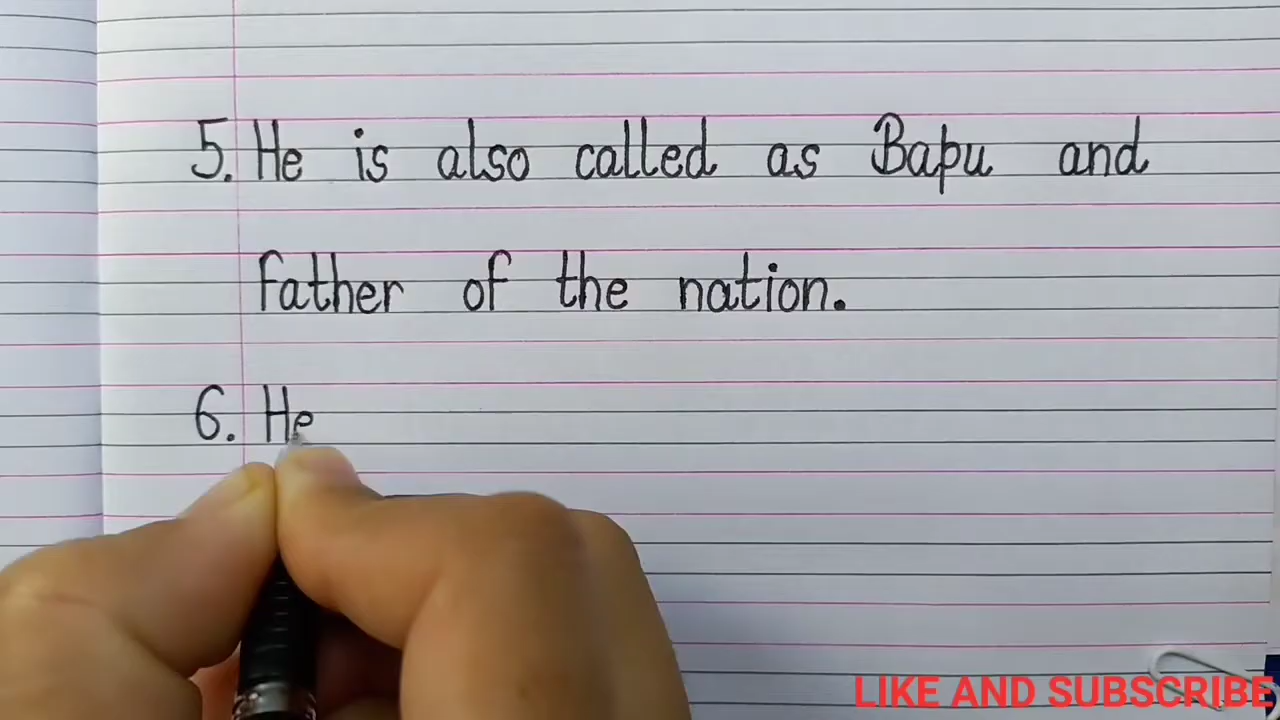 5. He is also called as Bapu and
Father of the nation.
6. He
LIKE AND SUBSCRIBE